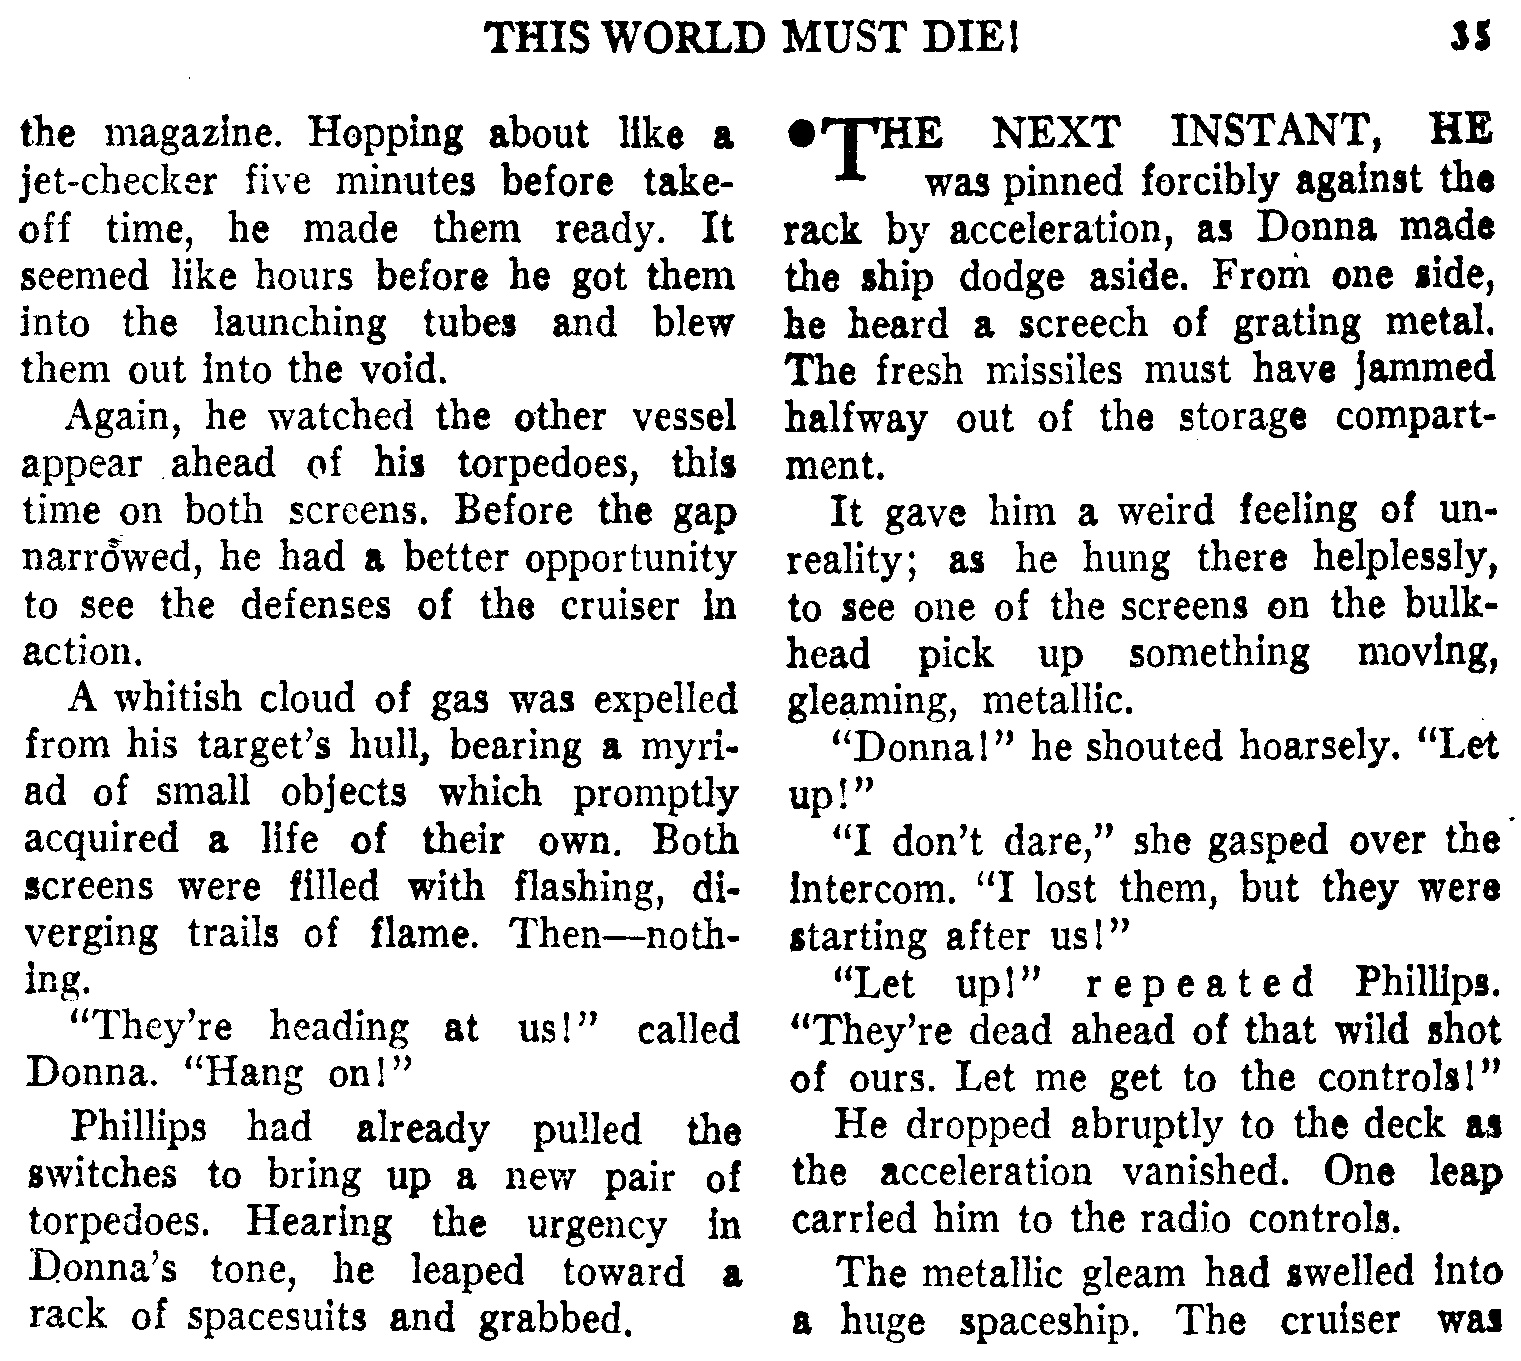 THIS WORLD MUST DIE! 35
the magazine. Hopping about like a
jet-checker five minutes before take-
off time, he made them ready. It
seemed like hours before he got them
into the launching tubes and blew
them out into the void.
Again, he watched the other vessel
appear ahead of his torpedoes, this
time on both screens. Before the gap
narrowed, he had a better opportunity
to see the defenses of the cruiser in
action.
A whitish cloud of gas was expelled
from his target's hull, bearing a myri-
ad of small objects which promptly
acquired a life of their own. Both
screens were filled with flashing, di-
verging trails of flame. Then—noth-
ing.
“They're heading at us!” called
Donna. “Hang on!”
Phillips had already pulled the
switches to bring up a new pair of
torpedoes. Hearing the urgency in
Donna's tone, he leaped toward a
rack of spacesuits and grabbed.
•THE NEXT INSTANT, HE
was pinned forcibly against the
rack by acceleration, as Donna made
the ship dodge aside. From one side,
he heard a screech of grating metal.
The fresh missiles must have jammed
halfway out of the storage compart-
ment.
It gave him a weird feeling of un-
reality; as he hung there helplessly,
to see one of the screens on the bulk-
head pick up something moving,
gleaming, metallic.
“Donna!” he shouted hoarsely. “Let
up!”
“I don't dare,” she gasped over the
intercom. “I lost them, but they were
starting after us!”
“Let up!” repeated Phillips.
“They're dead ahead of that wild shot
of ours. Let me get to the controls!”
He dropped abruptly to the deck as
the acceleration vanished. One leap
carried him to the radio controls.
The metallic gleam had swelled into
a huge spaceship. The cruiser was